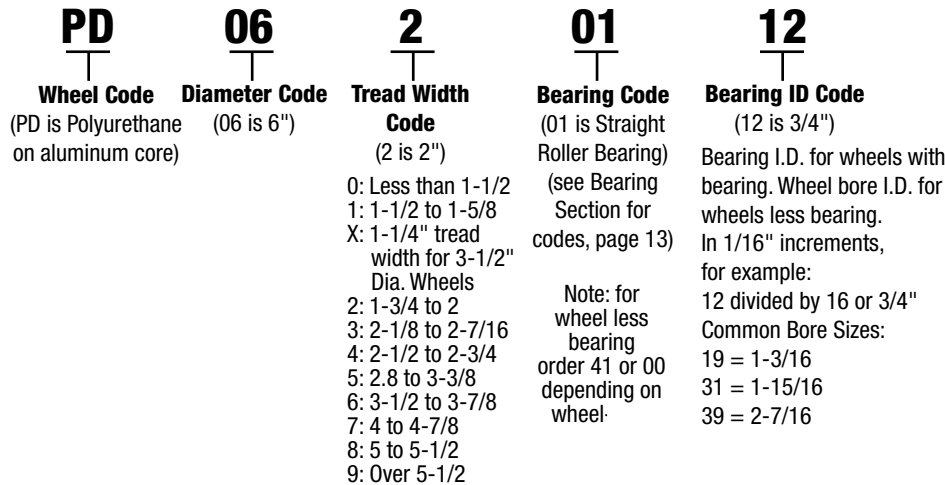 PD 06 2 01 12
Wheel Code
(PD is Polyurethane
on aluminum core)
Diameter Code
(06 is 6")
Tread Width
Code
(2 is 2")
0: Less than 1-1/2
1: 1-1/2 to 1-5/8
X: 1-1/4" tread
width for 3-1/2"
Dia. Wheels
2: 1-3/4 to 2
3: 2-1/8 to 2-7/16
4: 2-1/2 to 2-3/4
5: 2.8 to 3-3/8
6: 3-1/2 to 3-7/8
7: 4 to 4-7/8
8: 5 to 5-1/2
9: Over 5-1/2
Bearing Code
(01 is Straight
Roller Bearing)
(see Bearing
Section for
codes, page 13)
Note: for
wheel less
bearing
order 41 or 00
depending on
wheel.
Bearing ID Code
(12 is 3/4")
Bearing I.D. for wheels with
bearing. Wheel bore I.D. for
wheels less bearing.
In 1/16" increments,
for example:
12 divided by 16 or 3/4"
Common Bore Sizes:
19 = 1-3/16
31 = 1-15/16
39 = 2-7/16